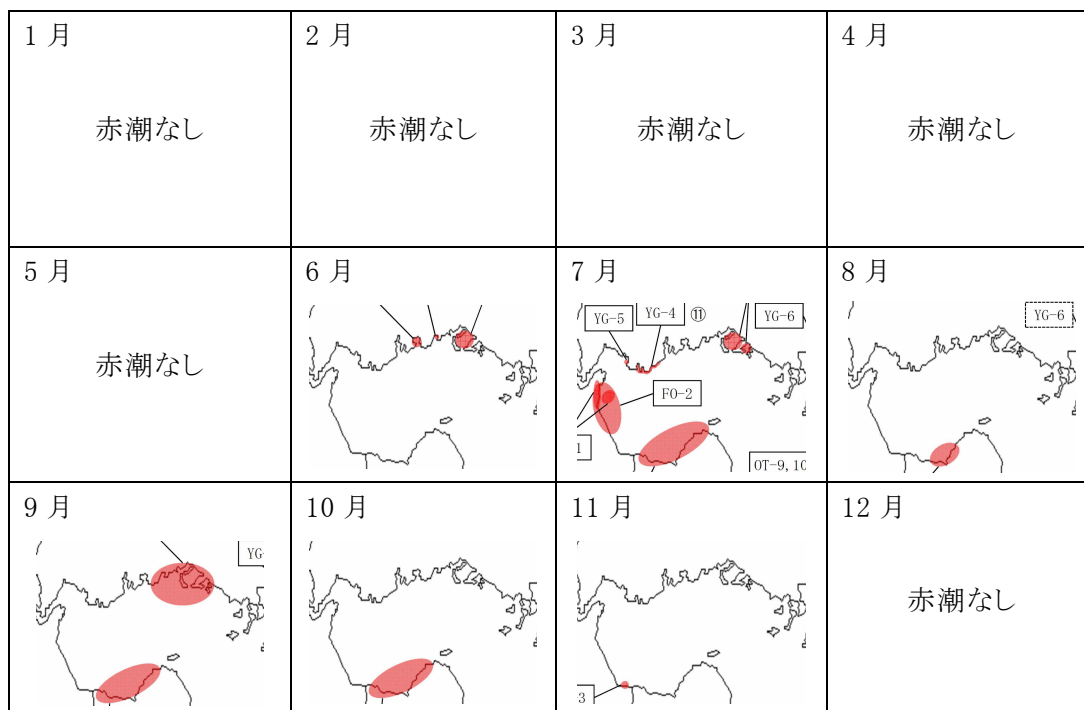 1 月
2 月
3 月
4 月
赤潮なし
赤潮なし
赤潮なし
赤潮なし
5 月
6 月
7 月
8 月
赤潮なし
YG-5
YG-4
⑪
YG-6
FO-2
1
OT-9, 10
YG-6
9 月
10 月
11 月
12 月
YG-
3
赤潮なし